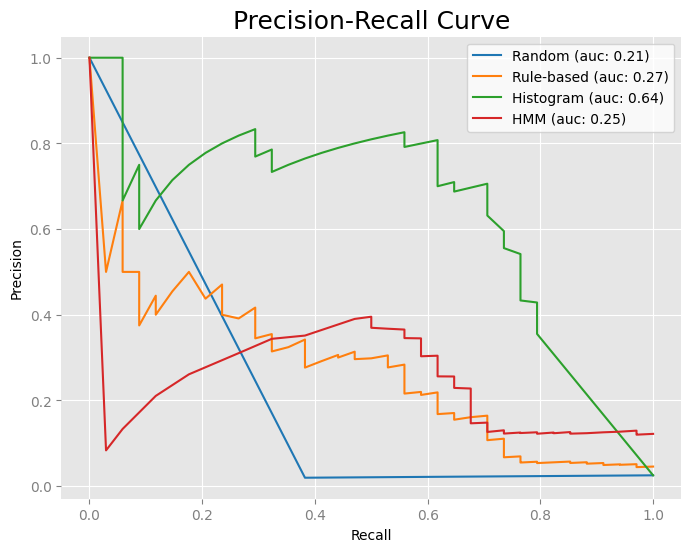 Precision-Recall Curve
Random (auc: 0.21)
Rule-based (auc: 0.27)
Histogram (auc: 0.64)
HMM (auc: 0.25)
Precision
1.0
0.8
0.6
0.4
0.2
0.0
0.0 0.2 0.4 0.6 0.8 1.0
Recall